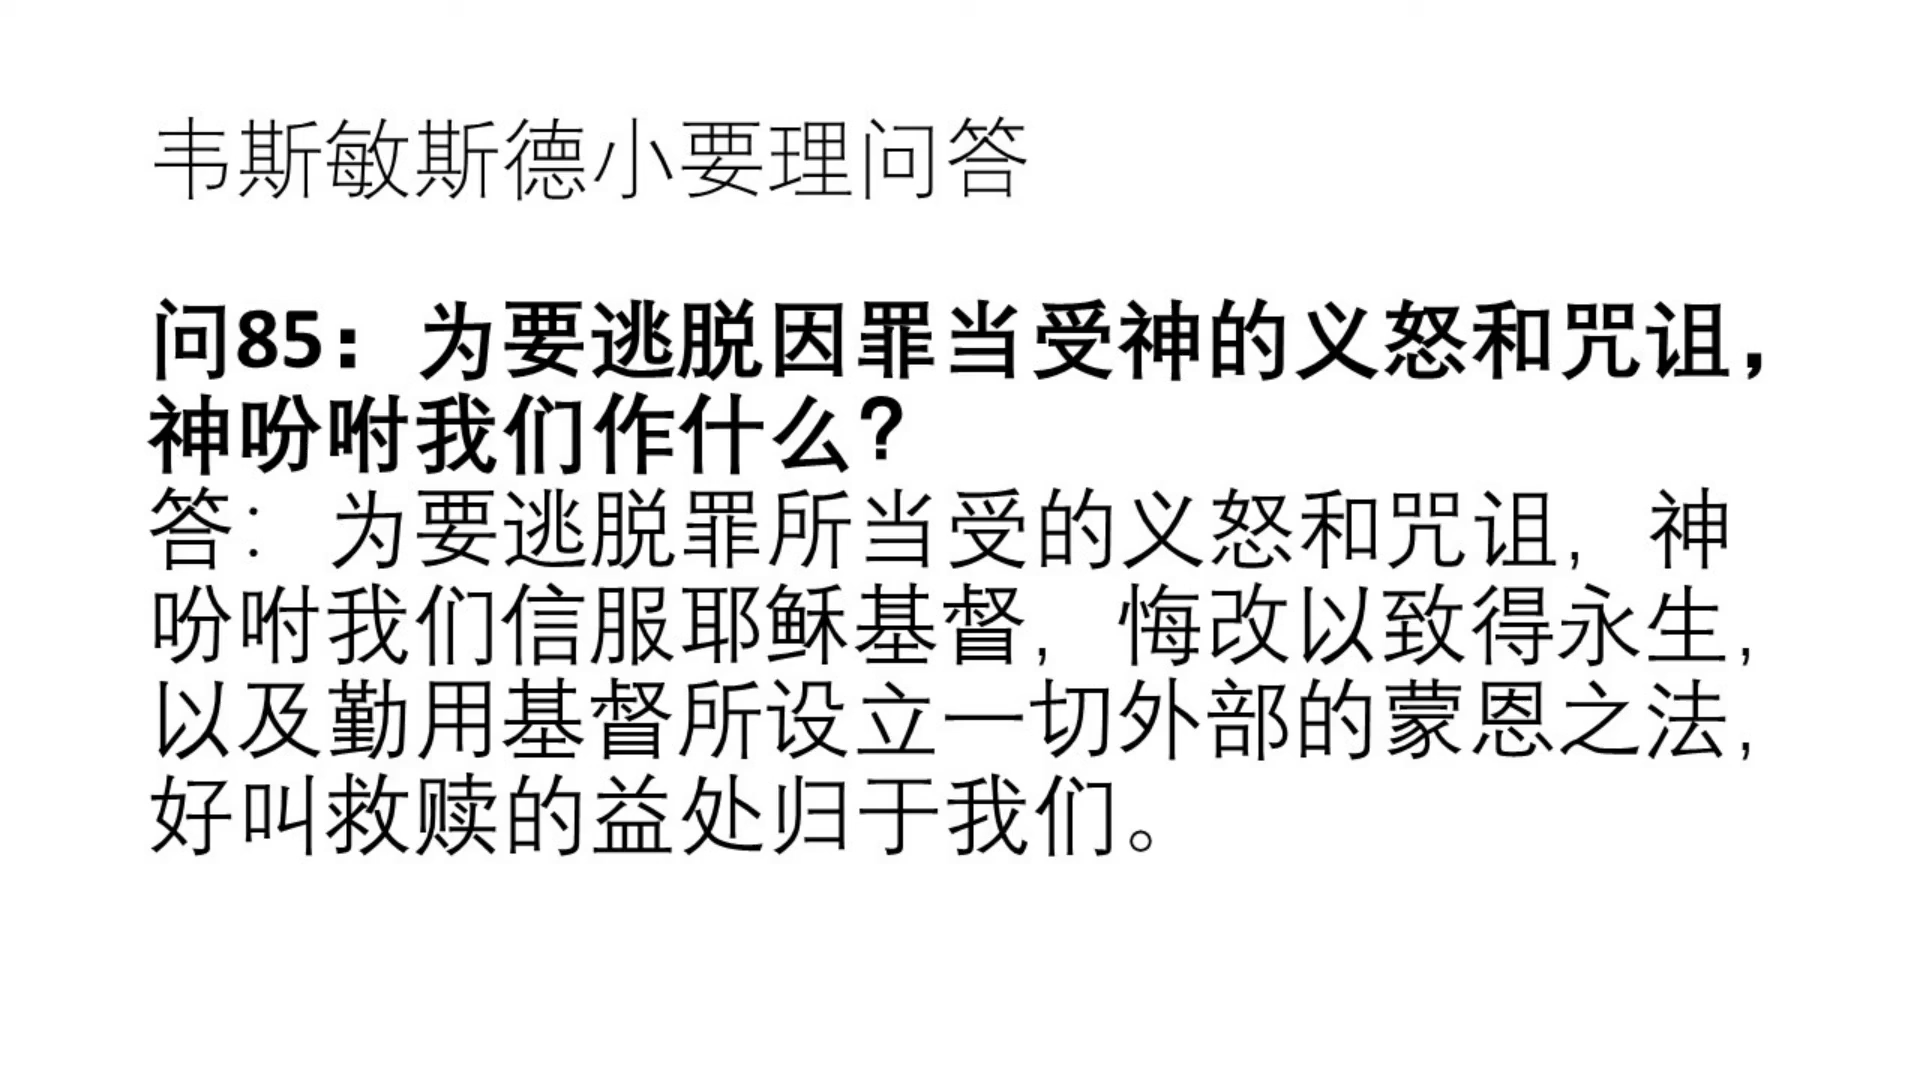 韦斯敏斯德小要理问答
问85：为要逃脱因罪当受神的义怒和咒诅，
神吩咐我们作什么？
答：为要逃脱罪所当受的义怒和咒诅，神
吩咐我们信服耶稣基督，悔改以致得永生，
以及勤用基督所设立一切外部的蒙恩之法，
好叫救赎的益处归于我们。